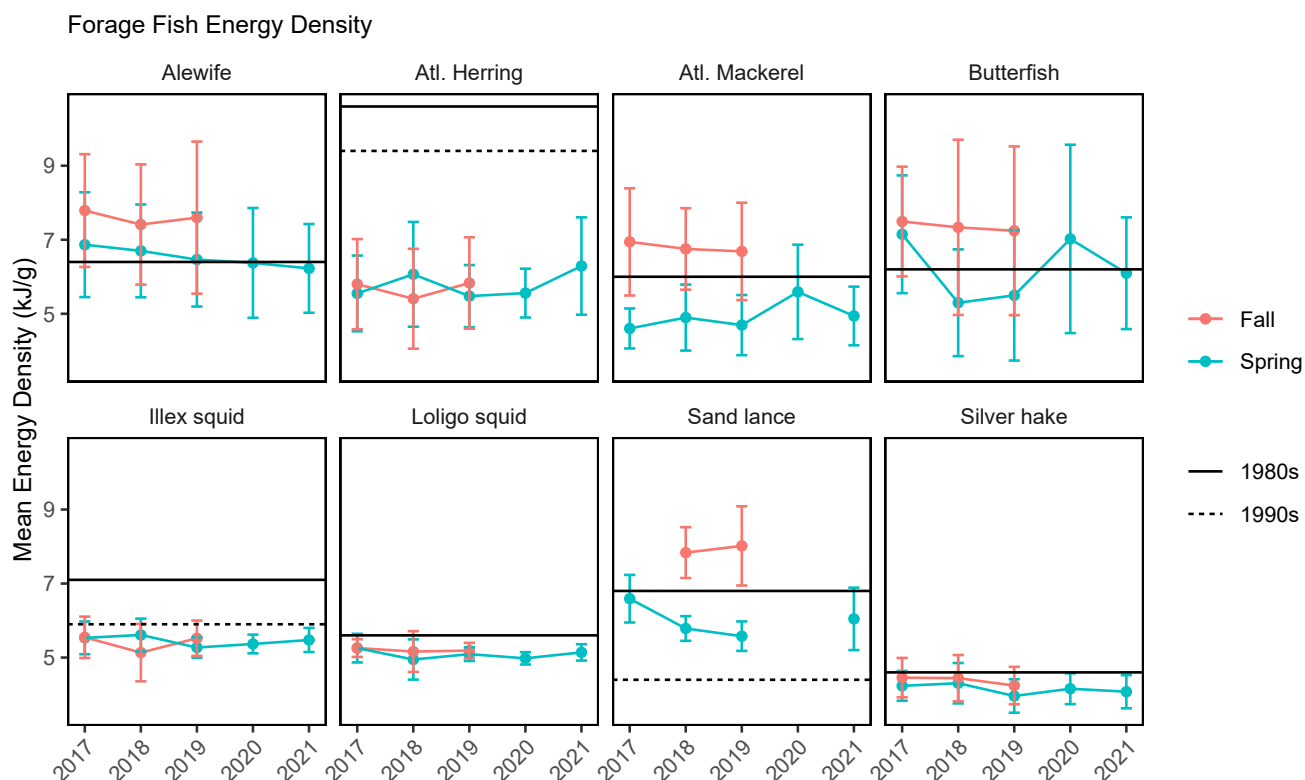 Forage Fish Energy Density
Alewife
Atl. Herring
Atl. Mackerel
Butterfish
9
7
5
Illex squid
Loligo squid
Sand lance
Silver hake
9
7
5
Mean Energy Density (kJ/g)
2017 2018 2019 2020 2021
2017 2018 2019 2020 2021
2017 2018 2019 2020 2021
2017 2018 2019 2020 2021
Fall
Spring
1980s
1990s